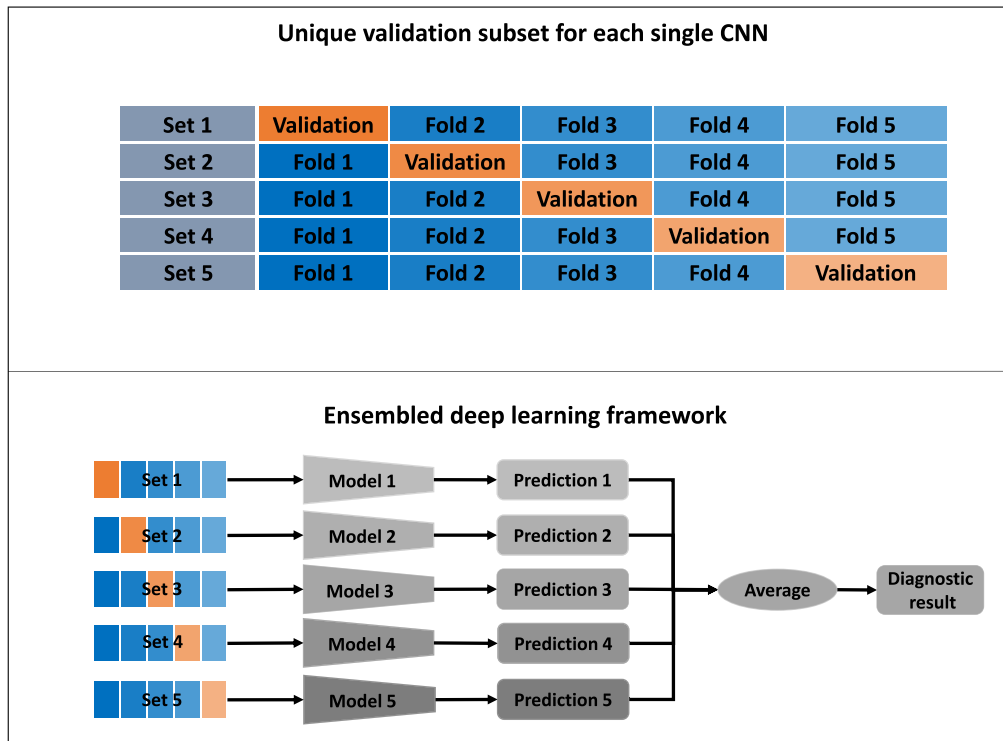 Unique validation subset for each single CNN
Set 1 Validation Fold 2 Fold 3 Fold 4 Fold 5
Set 2 Fold 1 Validation Fold 3 Fold 4 Fold 5
Set 3 Fold 1 Fold 2 Validation Fold 4 Fold 5
Set 4 Fold 1 Fold 2 Fold 3 Validation Fold 5
Set 5 Fold 1 Fold 2 Fold 3 Fold 4 Validation
Ensembled deep learning framework
Set 1 Model 1 Prediction 1
Set 2 Model 2 Prediction 2
Set 3 Model 3 Prediction 3
Set 4 Model 4 Prediction 4
Set 5 Model 5 Prediction 5
Average
Diagnostic
result